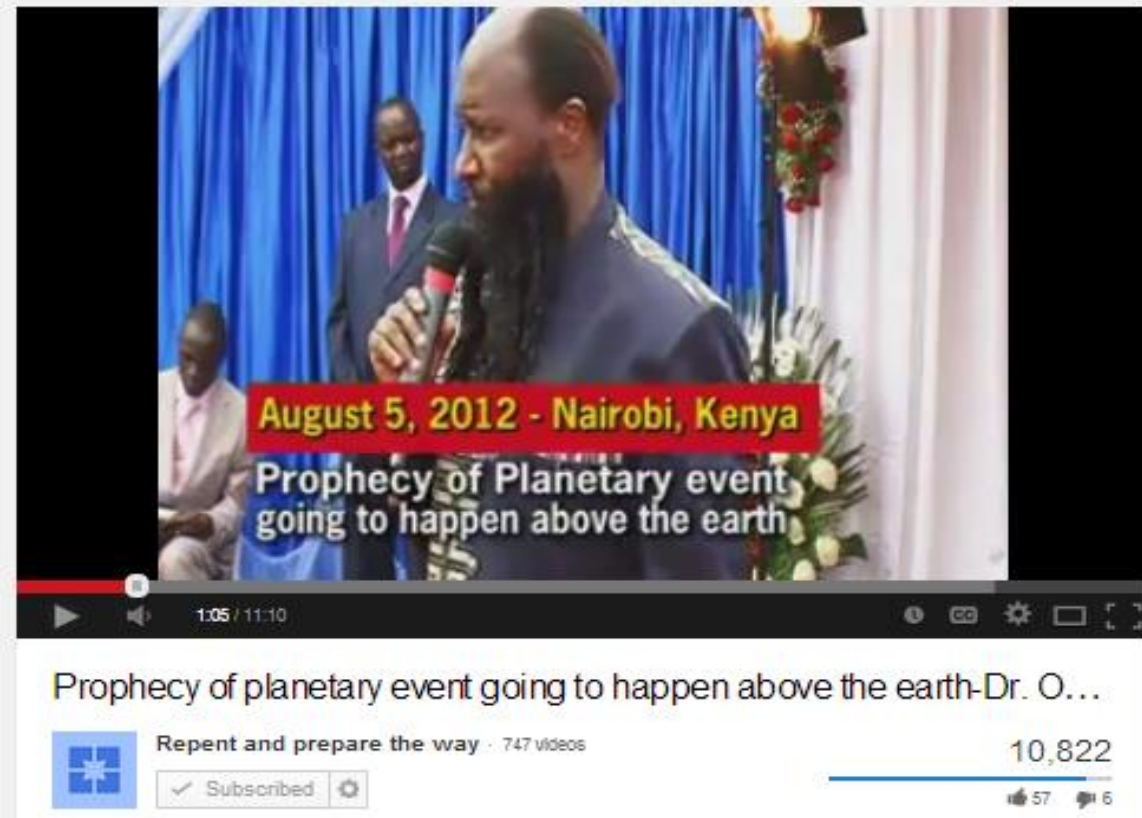 August 5, 2012 - Nairobi, Kenya
Prophecy of Planetary event
going to happen above the earth
1:05 / 11:10
CC
Prophecy of planetary event going to happen above the earth-Dr. O...
Repent and prepare the way · 747 videos
Subscribed
10,822
57 6